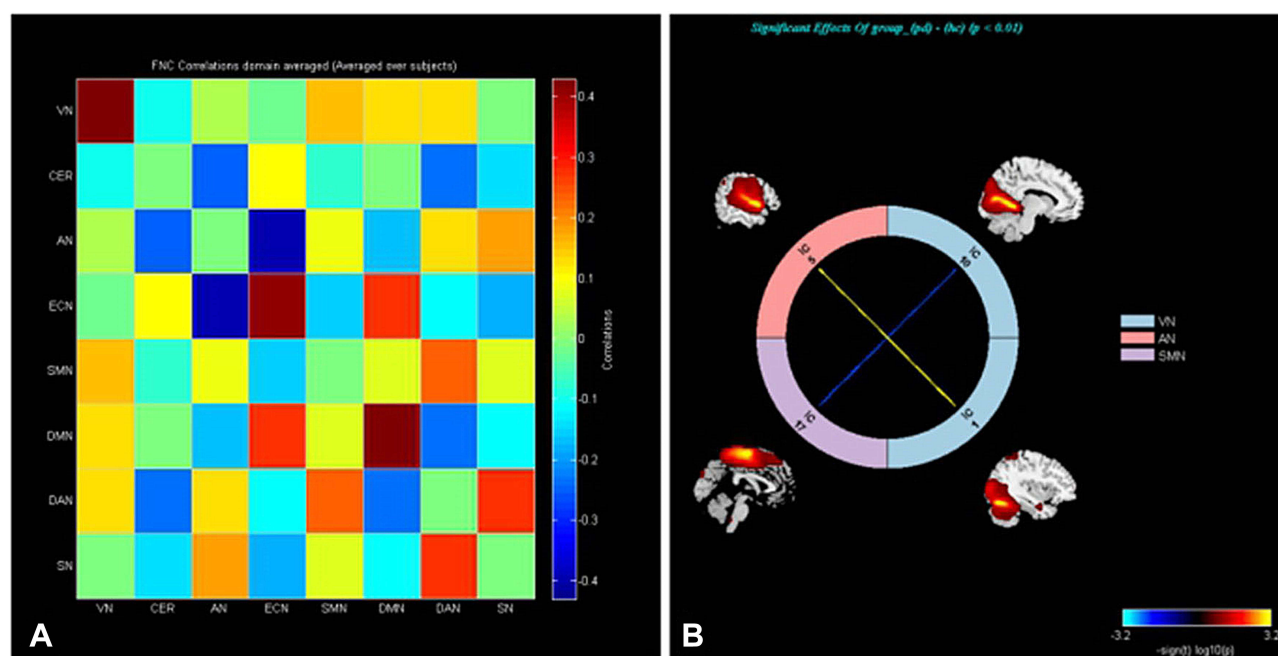 Significant Effects Of group_(pd) - (hc) (p < 0.01)
FNC Correlations domain averaged (Averaged over subjects)
VN
CER
AN
ECN
SMN
DMN
DAN
SN
VN CER AN ECN SMN DMN DAN SN
0.4
0.3
0.2
0.1
0
-0.1
-0.2
-0.3
-0.4
Correlations
A
IC 5
IC 10
IC 17
IC 1
VN
AN
SMN
-3.2 3.2
-sign(t) log10(p)
B